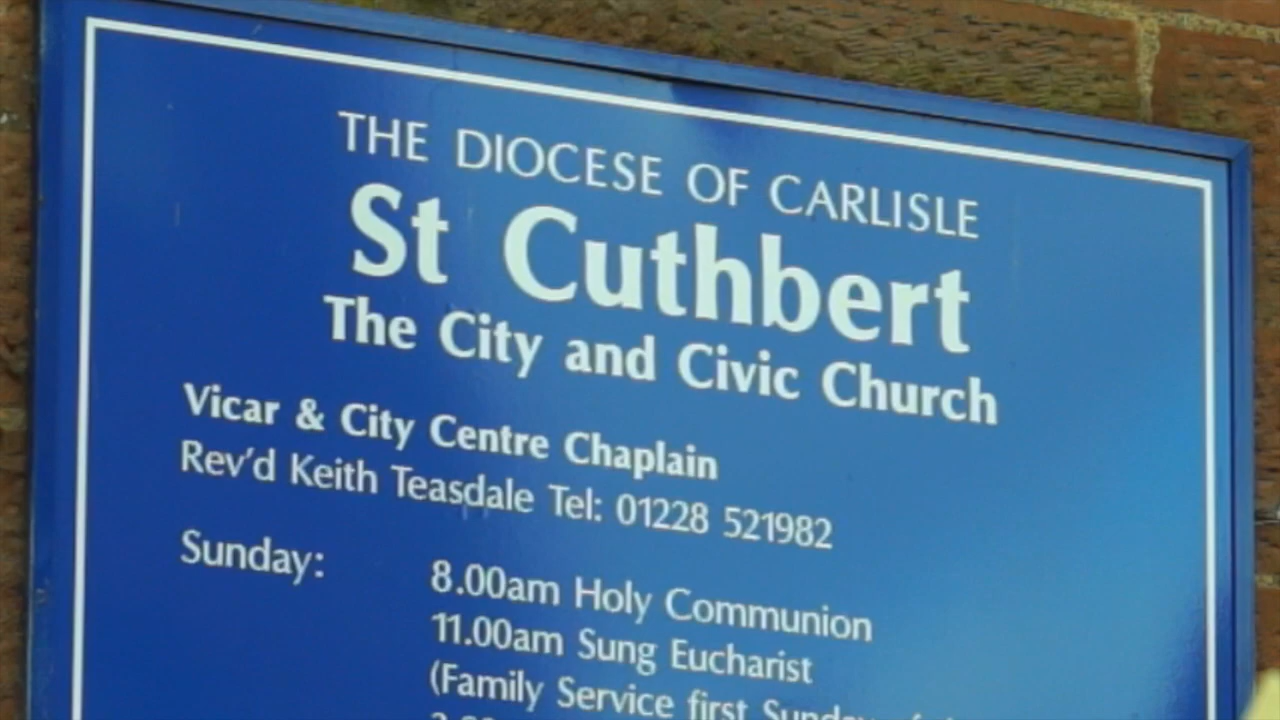 THE DIOCESE OF CARLISLE
St Cuthbert
The City and Civic Church
Vicar & City Centre Chaplain
Rev'd Keith Teasdale Tel: 01228 521982
Sunday:
8.00am Holy Communion
11.00am Sung Eucharist
(Family Service first Sunday